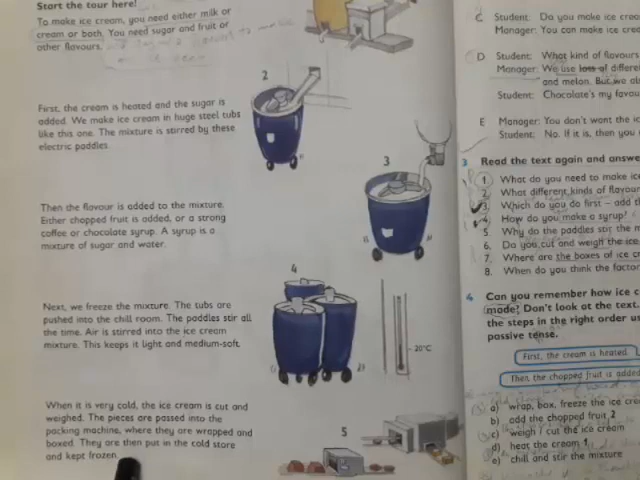 Start the tour here!
To make ice cream, you need either milk or
cream or both. You need sugar and fruit or
other flavours.
2
First, the cream is heated and the sugar is
added. We make ice cream in huge steel tubs
like this one. The mixture is stirred by these
electric paddles.
3
Then the flavour is added to the mixture.
Either chopped fruit is added, or a strong
coffee or chocolate syrup. A syrup is a
mixture of sugar and water.
4
Next, we freeze the mixture. The tubs are
pushed into the chill room. The paddles stir all
the time. Air is stirred into the ice cream
mixture. This keeps it light and medium-soft.
-20°C
When it is very cold, the ice cream is cut and
weighed. The pieces are passed into the
packing machine, where they are wrapped and
boxed. They are then put in the cold store
and kept frozen.
5
C Student: Do you make ice
Manager: You can make ice
D Student: What kind of flavours
Manager: We use lots of
and melon. But we
Student: Chocolate's my
E Manager: You don't want the
Student: No. If it is, then you
3 Read the text again and
1 What do you need to make
2. What different kinds of
3. Which do you do first – add
4. How do you make a syrup?
5 Why do the paddles stir the
6. Do you cut and weigh the
7. Where are the boxes of ice
8. When do you think the
4 Can you remember how ice
made? Don't look at the text.
the steps in the right order
passive tense.
First, the cream is heated
Then the chopped fruit is added
a) wrap, box, freeze the ice
b) add the chopped fruit 2
c) weigh / cut the ice cream
d) heat the cream 1
e) chill and stir the mixture